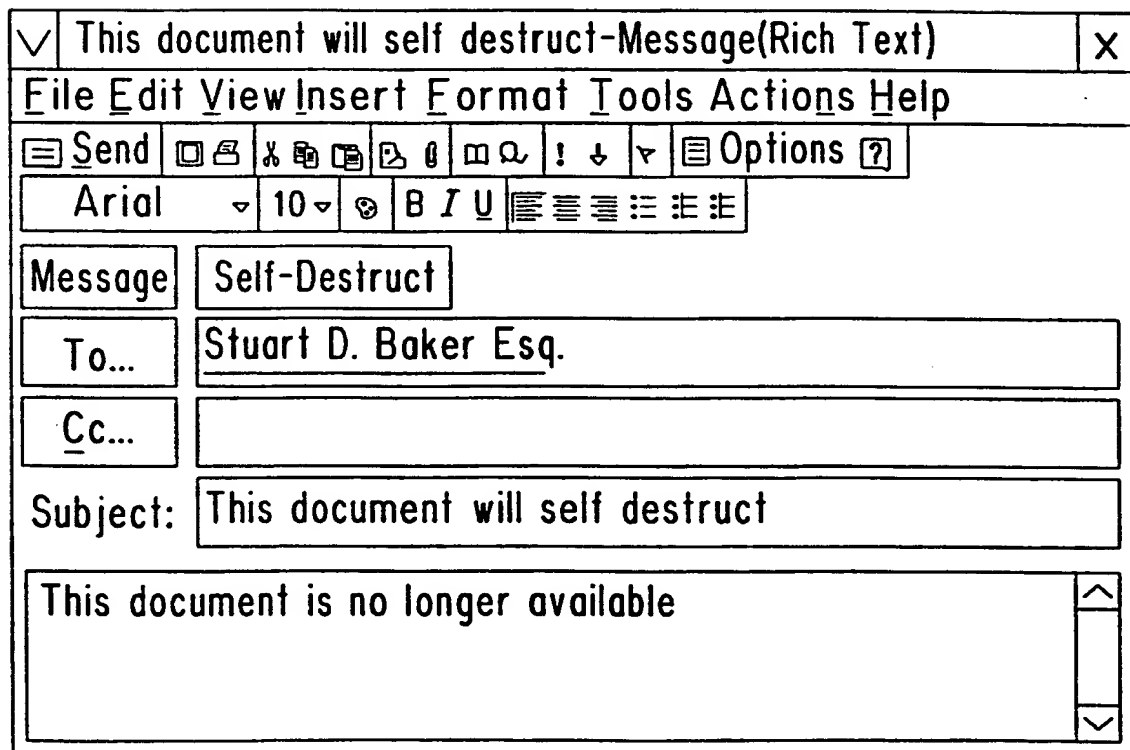 This document will self destruct-Message(Rich Text) X
File Edit View Insert Format Tools Actions Help
Send ! Options ?
Arial 10 B I U
Message Self-Destruct
To... Stuart D. Baker Esq.
Cc...
Subject: This document will self destruct
This document is no longer available